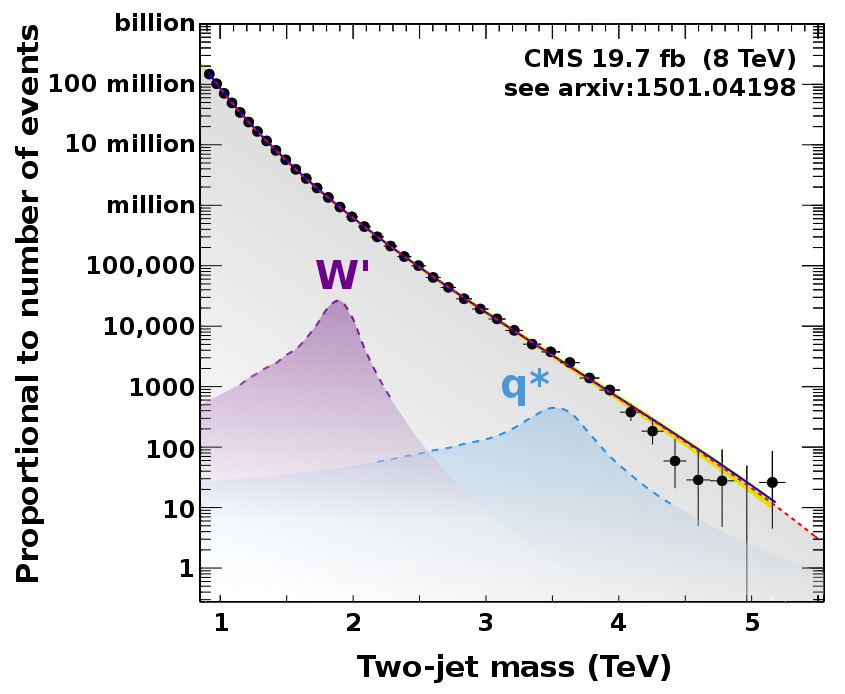 billion
100 million
10 million
million
100,000
10,000
1000
100
10
1
Proportional to number of events
CMS 19.7 fb (8 TeV)
see arxiv:1501.04198
W'
q*
1 2 3 4 5
Two-jet mass (TeV)